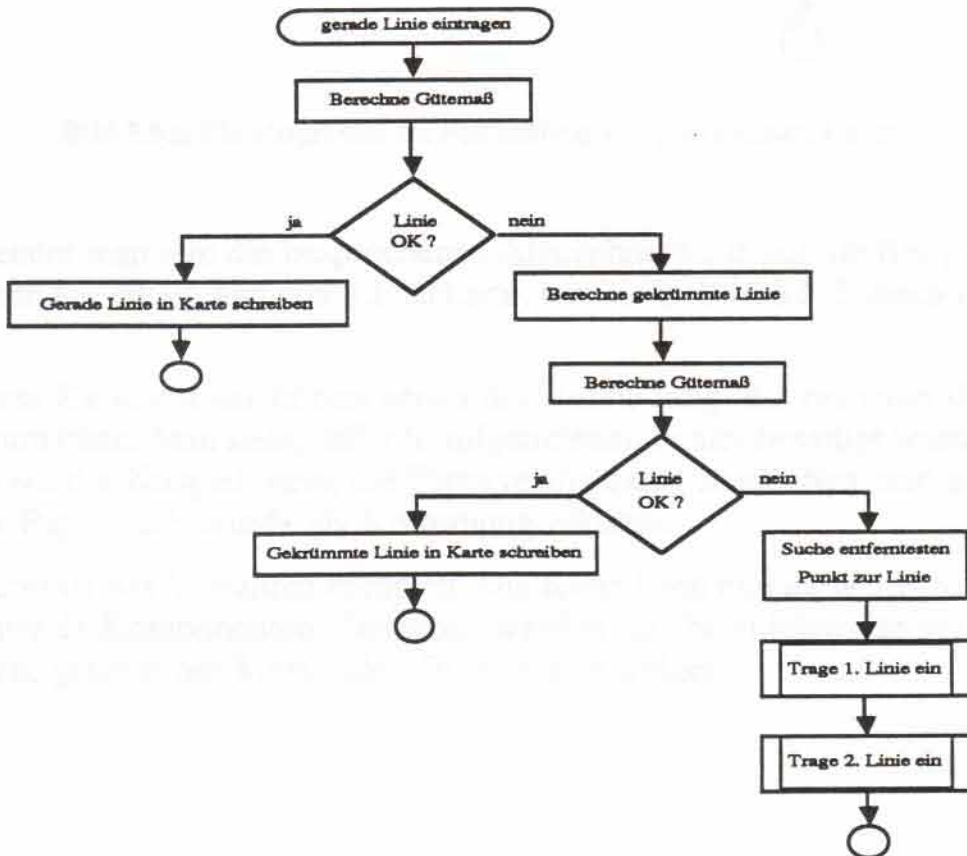 gerade Linie eintragen
Berechne Gütemaß
Linie
OK ?
ja
nein
Gerade Linie in Karte schreiben
Berechne gekrümmte Linie
Berechne Gütemaß
Linie
OK ?
ja
nein
Gekrümmte Linie in Karte schreiben
Suche entferntesten
Punkt zur Linie
Trage 1. Linie ein
Trage 2. Linie ein